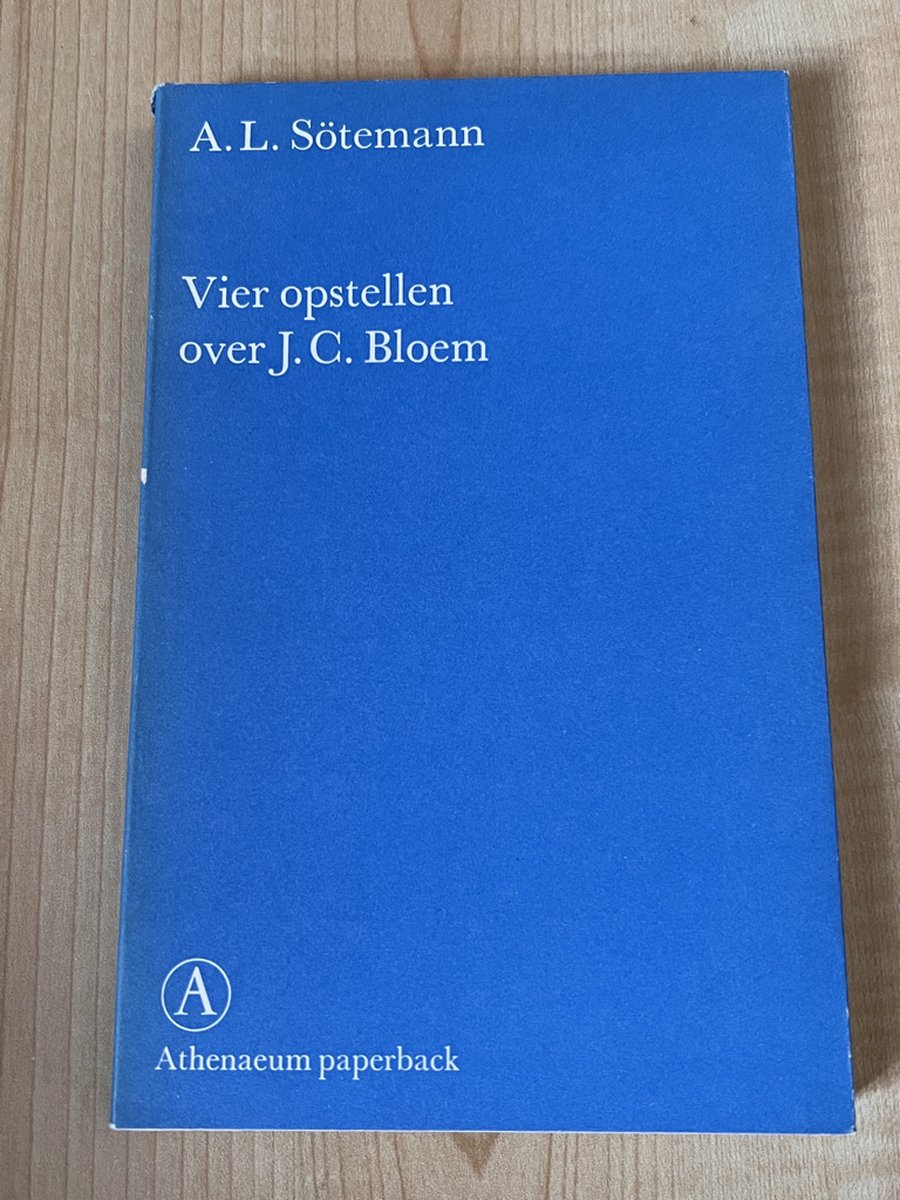 A. L. Sötemann
Vier opstellen
over J. C. Bloem
A
Athenaeum paperback